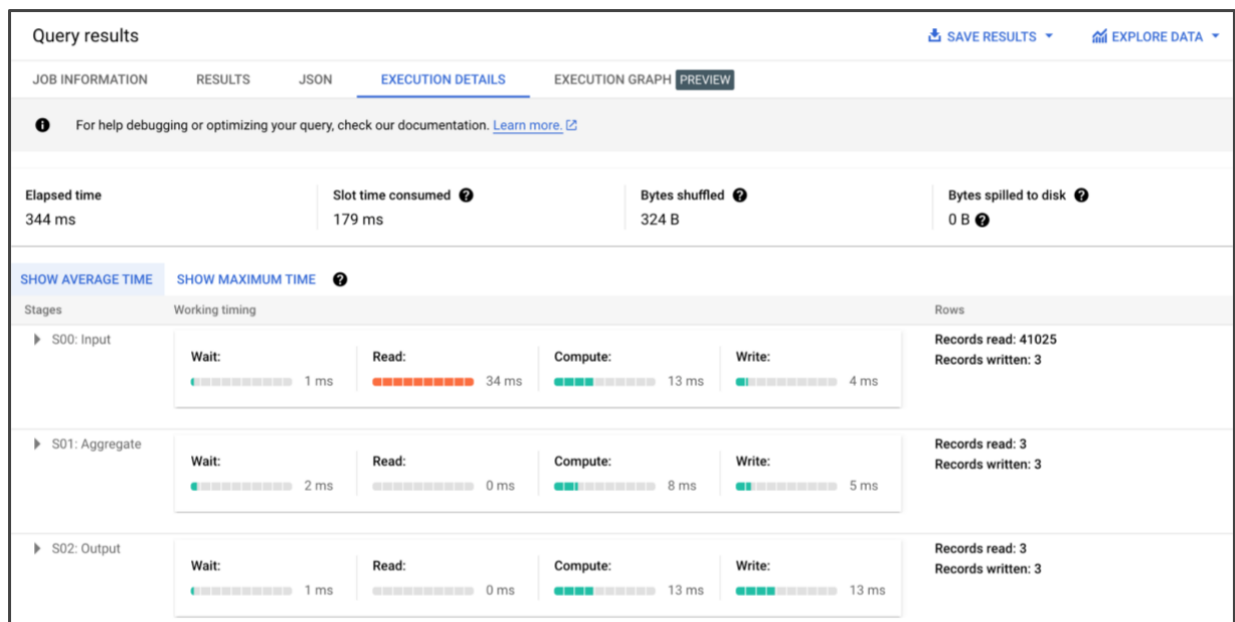 Query results
SAVE RESULTS
EXPLORE DATA
JOB INFORMATION
RESULTS
JSON
EXECUTION DETAILS
EXECUTION GRAPH PREVIEW
For help debugging or optimizing your query, check our documentation. Learn more.
Elapsed time
344 ms
Slot time consumed
179 ms
Bytes shuffled
324 B
Bytes spilled to disk
0 B
SHOW AVERAGE TIME
SHOW MAXIMUM TIME
Stages
Working timing
Rows
S00: Input
Wait:
1 ms
Read:
34 ms
Compute:
13 ms
Write:
4 ms
Records read: 41025
Records written: 3
S01: Aggregate
Wait:
2 ms
Read:
0 ms
Compute:
8 ms
Write:
5 ms
Records read: 3
Records written: 3
S02: Output
Wait:
1 ms
Read:
0 ms
Compute:
13 ms
Write:
13 ms
Records read: 3
Records written: 3